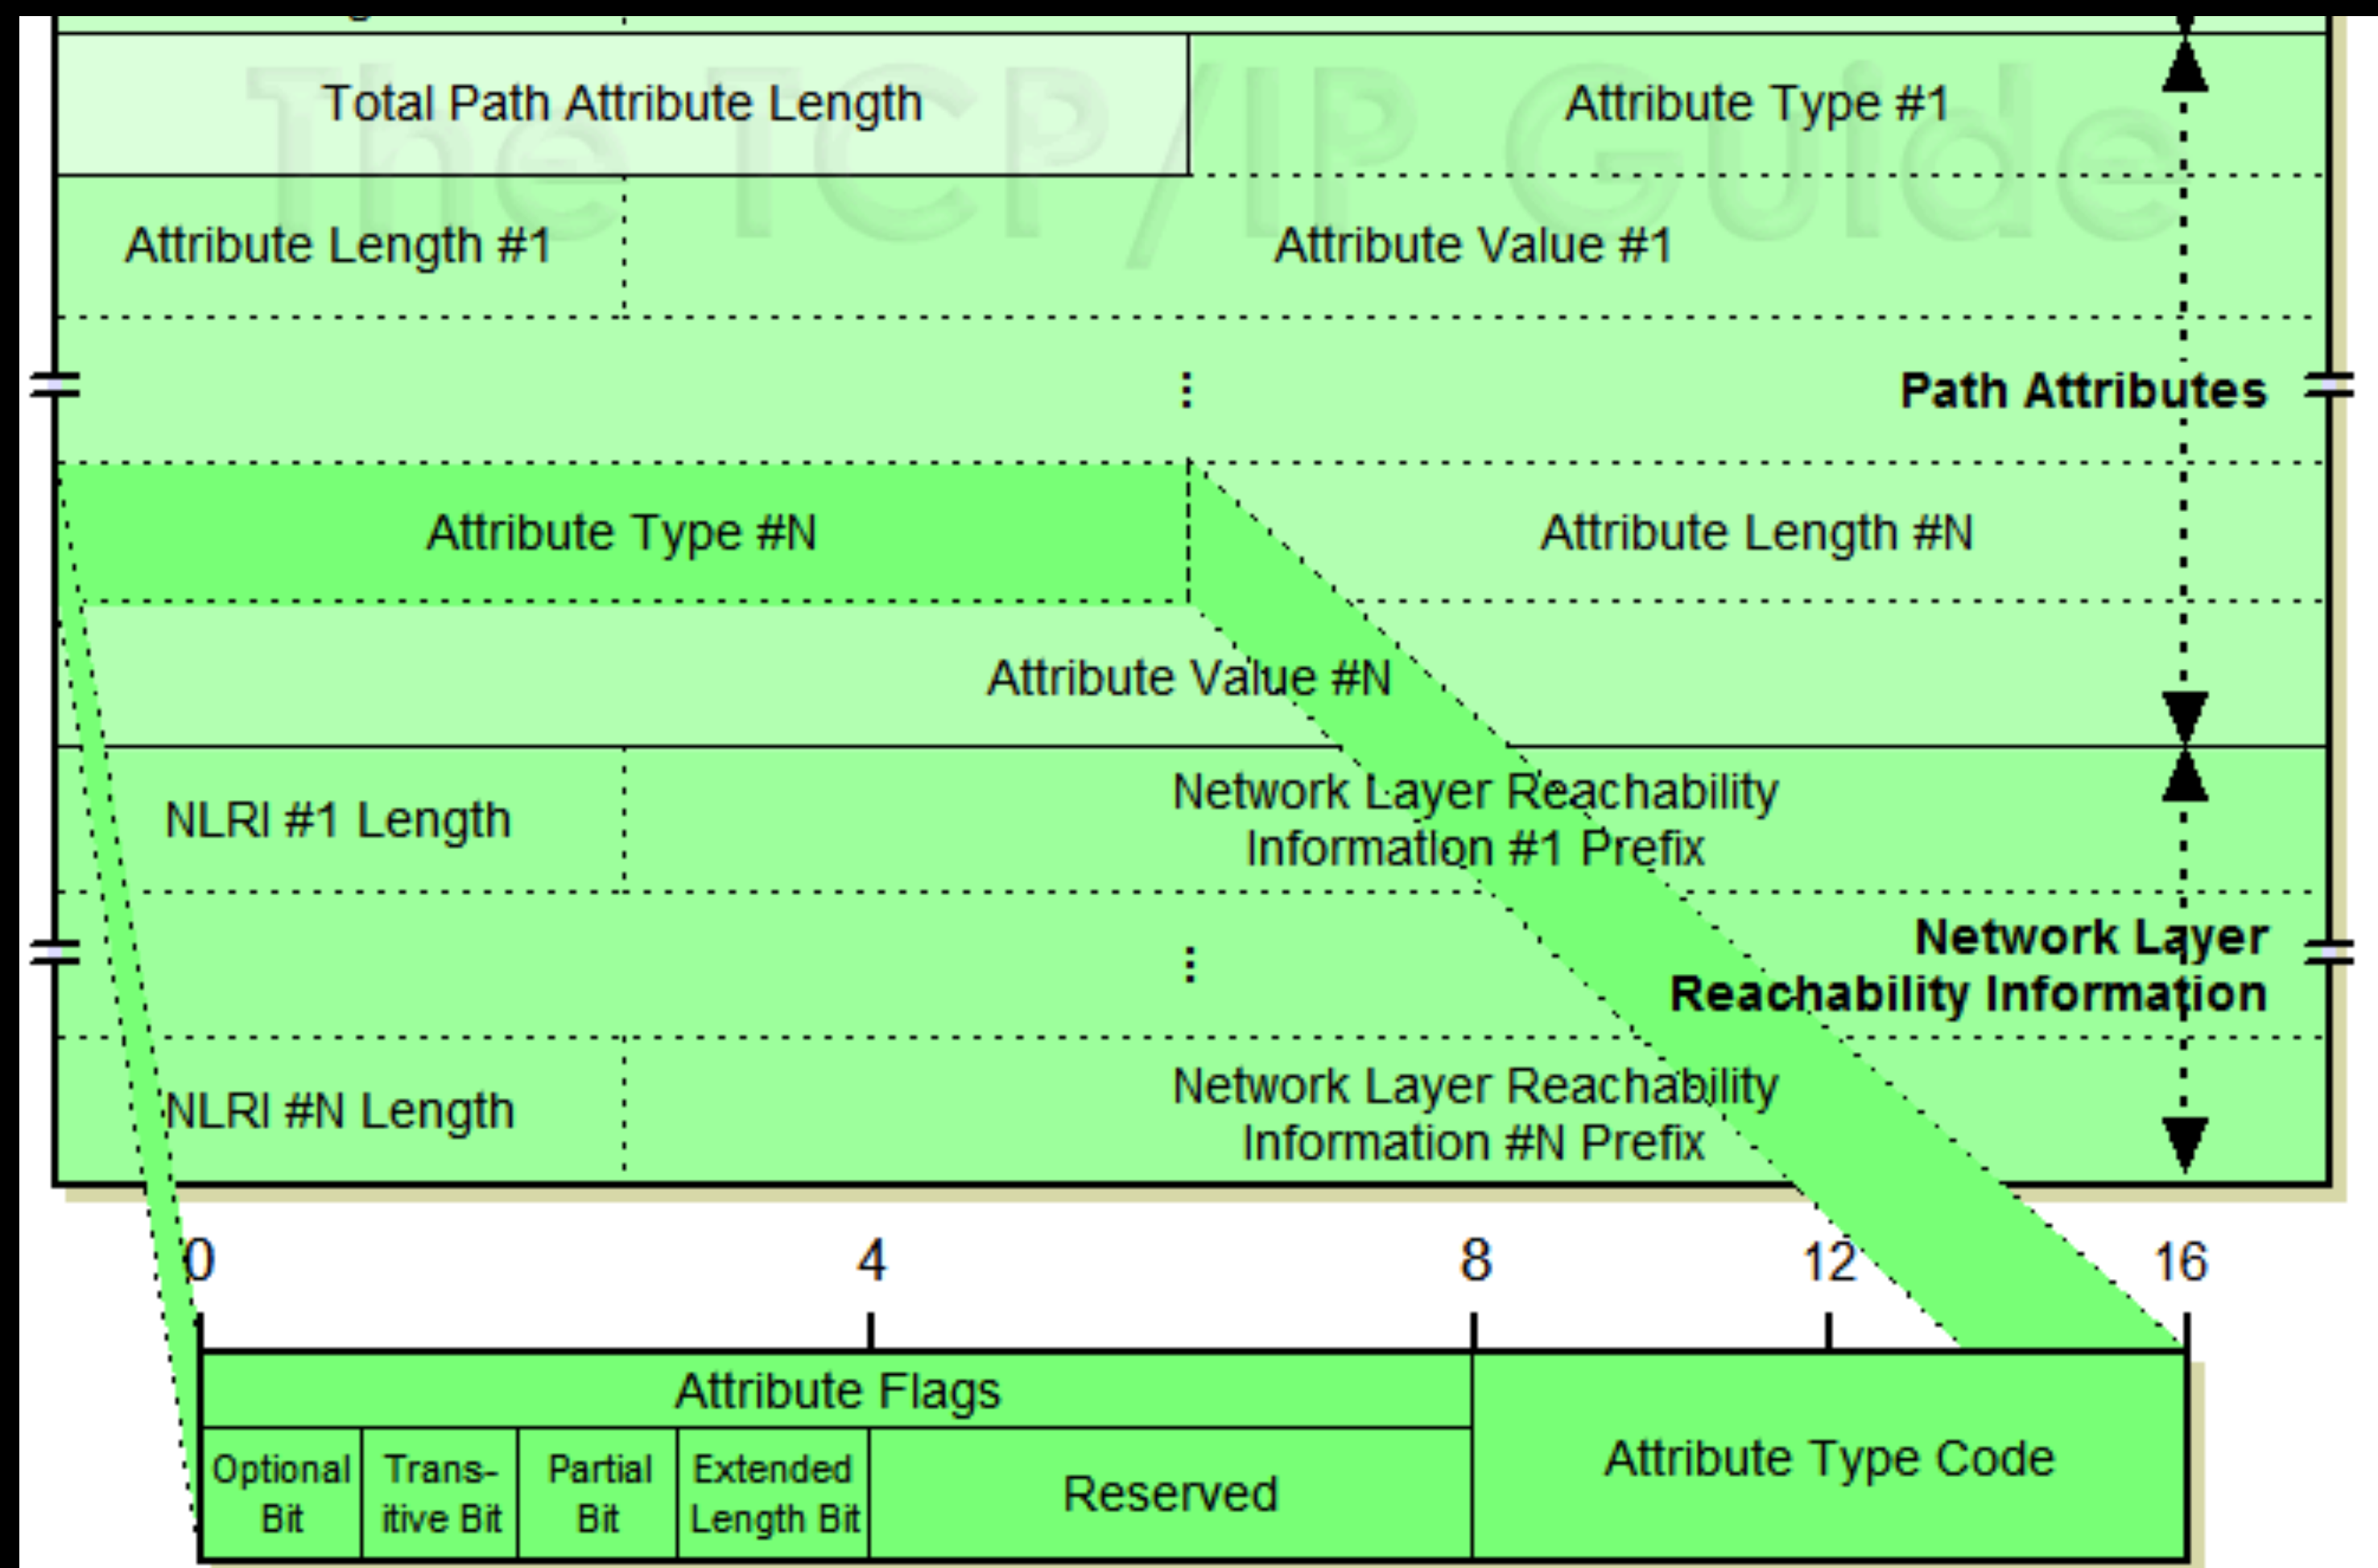 The TCP/IP Guide
Total Path Attribute Length
Attribute Type #1
Attribute Length #1
Attribute Value #1
Path Attributes
Attribute Type #N
Attribute Length #N
Attribute Value #N
NLRI #1 Length
Network Layer Reachability
Information #1 Prefix
Network Layer
Reachability Information
NLRI #N Length
Network Layer Reachability
Information #N Prefix
0 4 8 12 16
Attribute Flags
Optional
Bit
Trans-
itive Bit
Partial
Bit
Extended
Length Bit
Reserved
Attribute Type Code